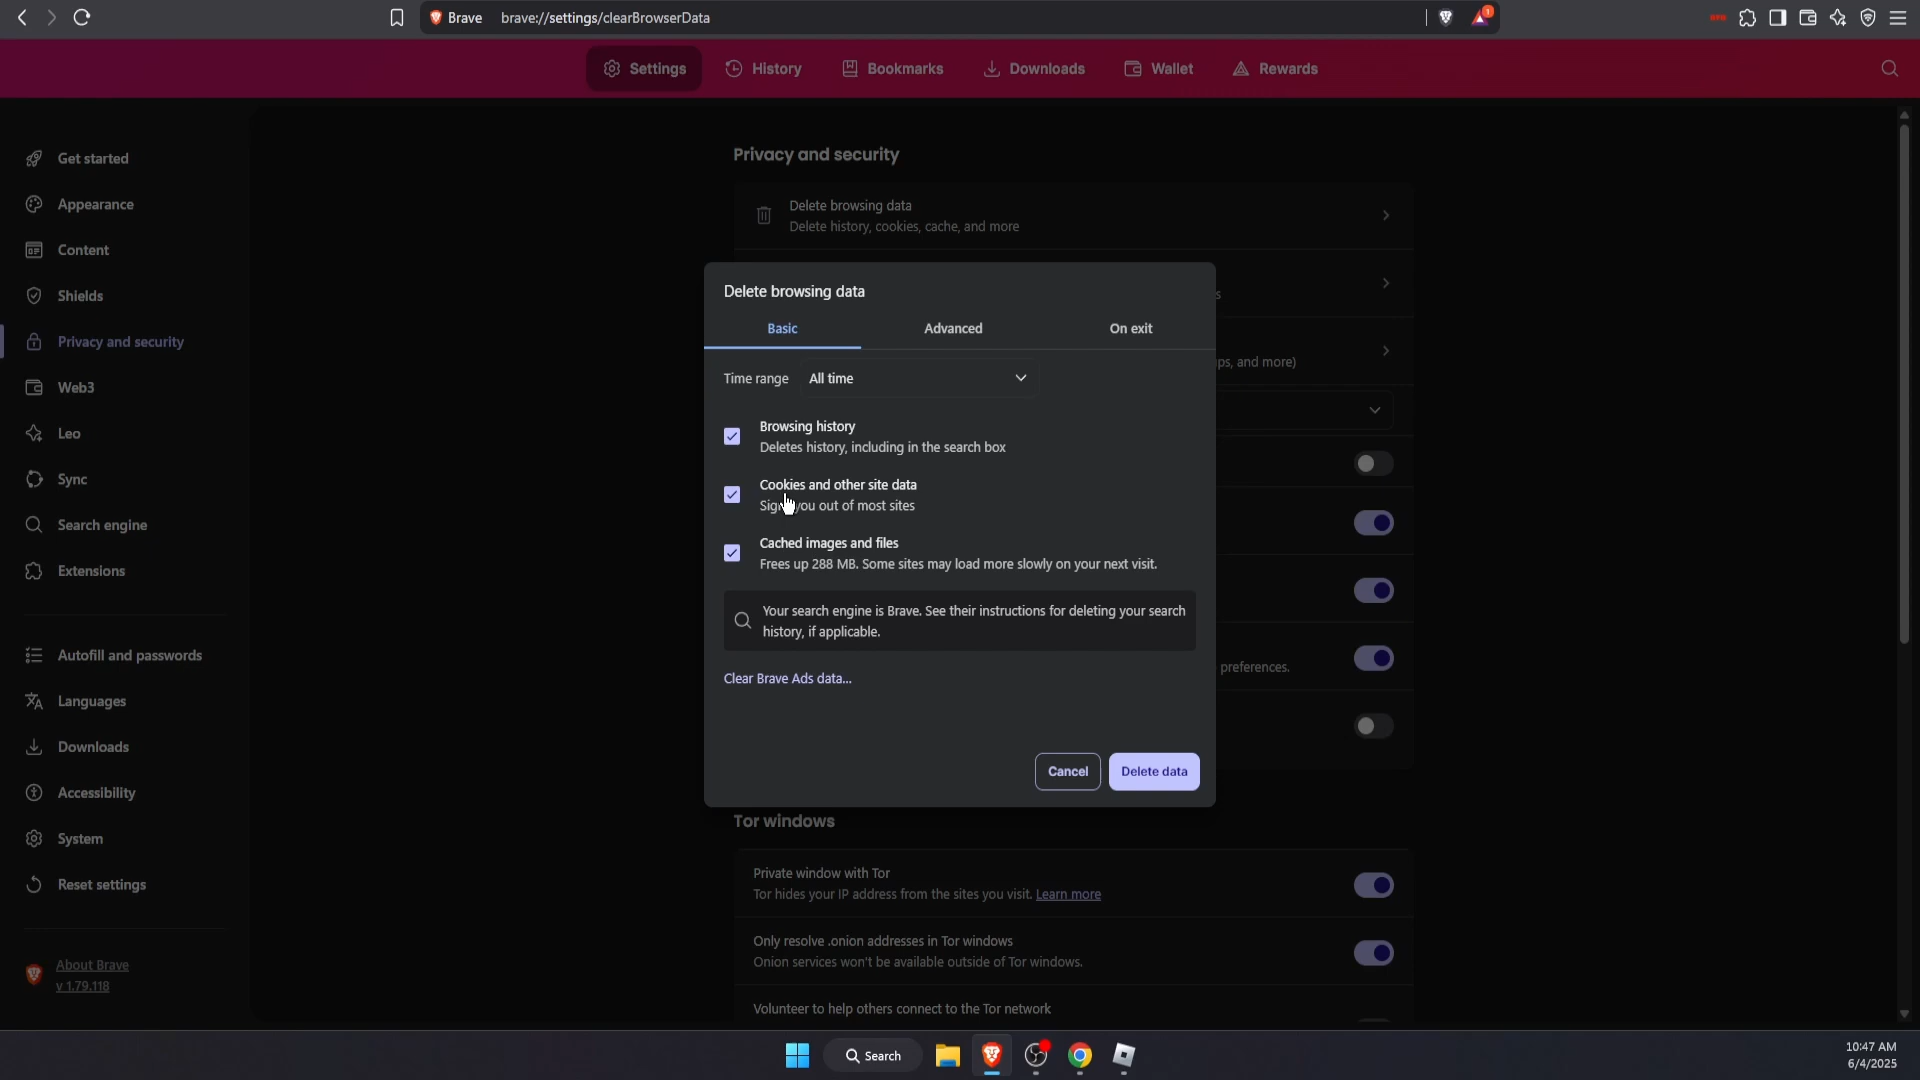 Brave
brave://settings/clearBrowserData
1
Settings
History
Bookmarks
Downloads
Wallet
Rewards
Get started
Appearance
Content
Shields
Privacy and security
Web3
Leo
Sync
Search engine
Extensions
Autofill and passwords
Languages
Downloads
Accessibility
System
Reset settings
About Brave
v 1.79.118
Privacy and security
Delete browsing data
Delete history, cookies, cache, and more
s
ps, and more)
preferences.
Delete browsing data
Basic
Advanced
On exit
Time range
All time
Browsing history
Deletes history, including in the search box
Cookies and other site data
Signs you out of most sites
Cached images and files
Frees up 288 MB. Some sites may load more slowly on your next visit.
Your search engine is Brave. See their instructions for deleting your search
history, if applicable.
Clear Brave Ads data...
Cancel
Delete data
Tor windows
Private window with Tor
Tor hides your IP address from the sites you visit. Learn more
Only resolve .onion addresses in Tor windows
Onion services won't be available outside of Tor windows.
Volunteer to help others connect to the Tor network
Search
10:47 AM
6/4/2025